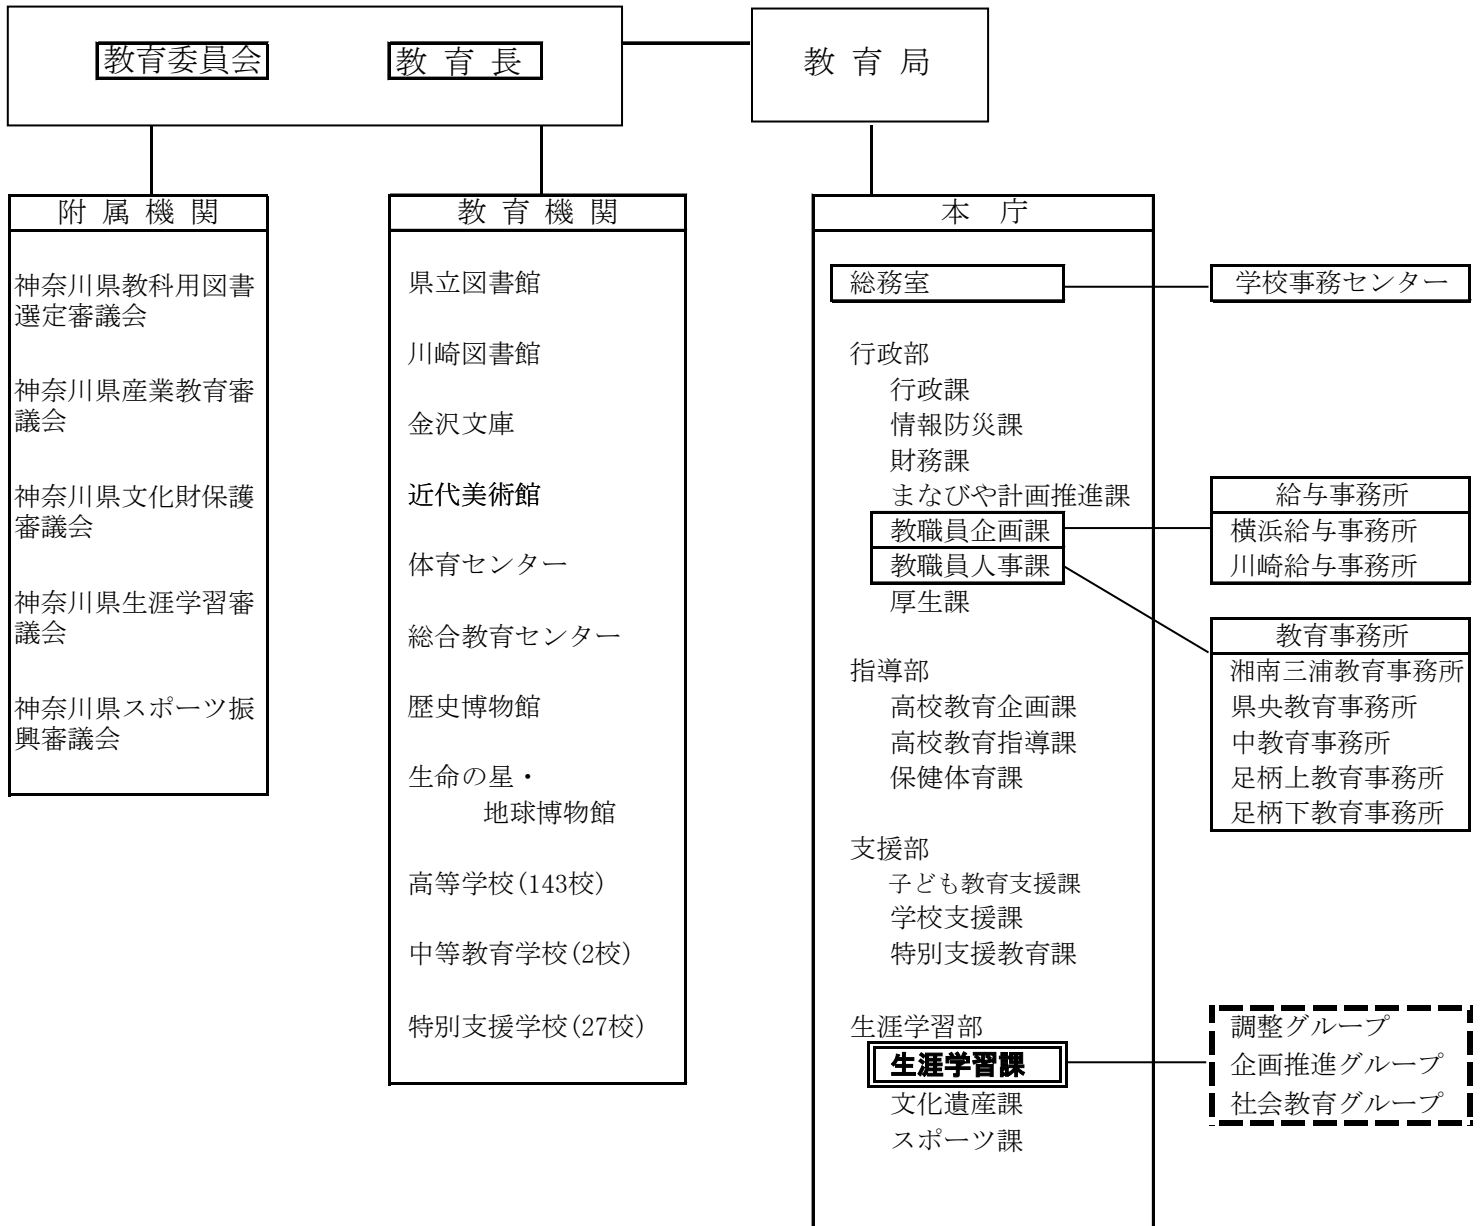 教育委員会
教 育 長
教 育 局
附 属 機 関
神奈川県教科用図書
選定審議会
神奈川県産業教育審
議会
神奈川県文化財保護
審議会
神奈川県生涯学習審
議会
神奈川県スポーツ振
興審議会
教 育 機 関
県立図書館
川崎図書館
金沢文庫
近代美術館
体育センター
総合教育センター
歴史博物館
生命の星・
地球博物館
高等学校(143校)
中等教育学校(2校)
特別支援学校(27校)
本 庁
総務室
行政部
行政課
情報防災課
財務課
まなびや計画推進課
教職員企画課
教職員人事課
厚生課
指導部
高校教育企画課
高校教育指導課
保健体育課
支援部
子ども教育支援課
学校支援課
特別支援教育課
生涯学習部
生涯学習課
文化遺産課
スポーツ課
学校事務センター
給与事務所
横浜給与事務所
川崎給与事務所
教育事務所
湘南三浦教育事務所
県央教育事務所
中教育事務所
足柄上教育事務所
足柄下教育事務所
調整グループ
企画推進グループ
社会教育グループ